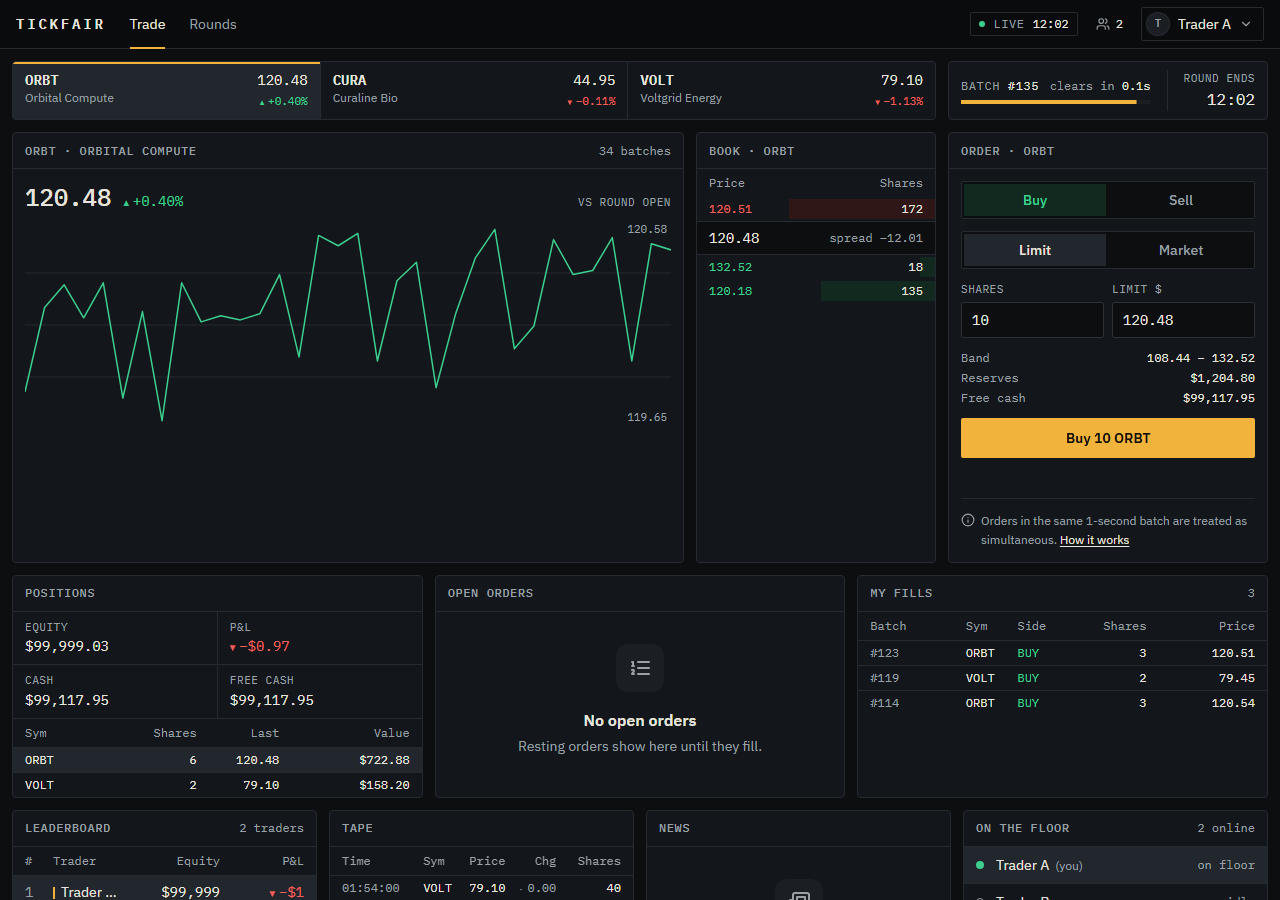 TICKFAIR Trade Rounds LIVE 12:02 2 T Trader A
ORBT 120.48 CURA 44.95 VOLT 79.10
Orbital Compute ▲ +0.40% Curaline Bio ▼ −0.11% Voltgrid Energy ▼ −1.13%
BATCH #135 clears in 0.1s ROUND ENDS
12:02
ORBT · ORBITAL COMPUTE 34 batches
120.48 ▲ +0.40% VS ROUND OPEN
120.58
119.65
BOOK · ORBT
Price Shares
120.51 172
120.48 spread −12.01
132.52 18
120.18 135
ORDER · ORBT
Buy Sell
Limit Market
SHARES LIMIT $
10 120.48
Band 108.44 – 132.52
Reserves $1,204.80
Free cash $99,117.95
Buy 10 ORBT
Orders in the same 1-second batch are treated as
simultaneous. How it works
POSITIONS
EQUITY P&L
$99,999.03 ▼ −$0.97
CASH FREE CASH
$99,117.95 $99,117.95
Sym Shares Last Value
ORBT 6 120.48 $722.88
VOLT 2 79.10 $158.20
OPEN ORDERS
No open orders
Resting orders show here until they fill.
MY FILLS 3
Batch Sym Side Shares Price
#123 ORBT BUY 3 120.51
#119 VOLT BUY 2 79.45
#114 ORBT BUY 3 120.54
LEADERBOARD 2 traders
# Trader Equity P&L
1 Trader ... $99,999 ▼ −$1
TAPE
Time Sym Price Chg Shares
01:54:00 VOLT 79.10 · 0.00 40
NEWS
ON THE FLOOR 2 online
Trader A (you) on floor